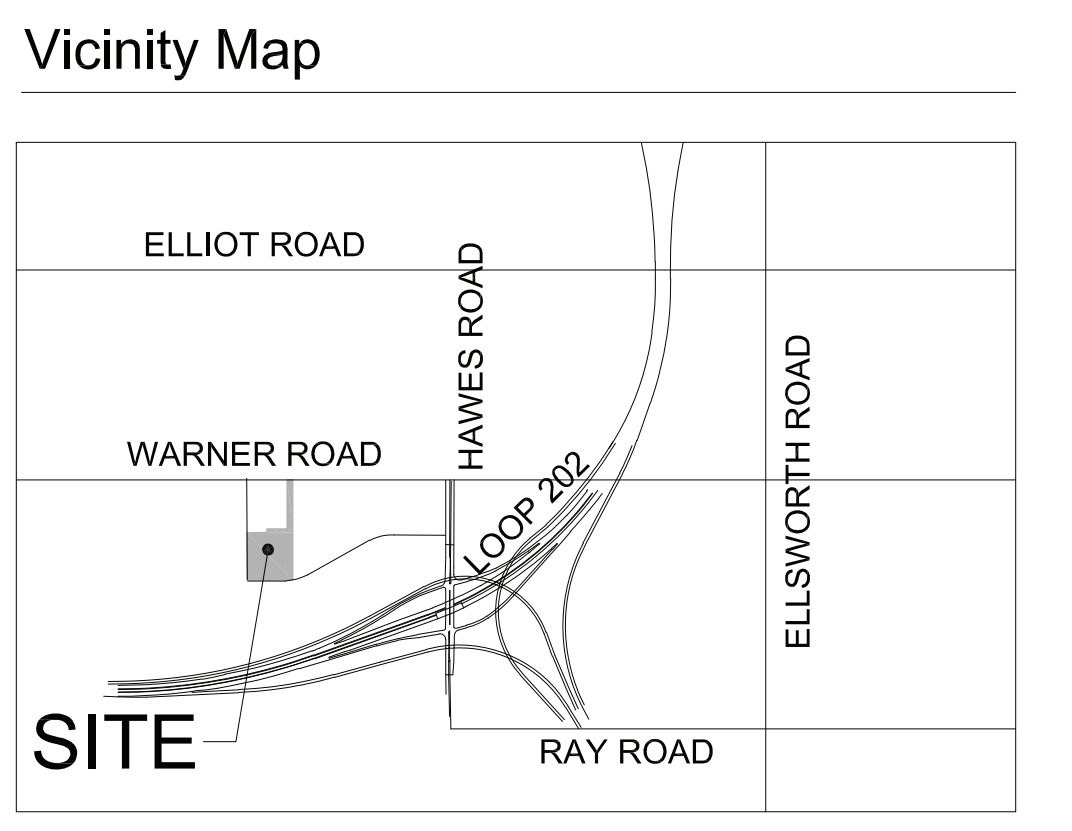 Vicinity Map
ELLIOT ROAD
HAWES ROAD
ELLSWORTH ROAD
WARNER ROAD
LOOP 202
SITE
RAY ROAD